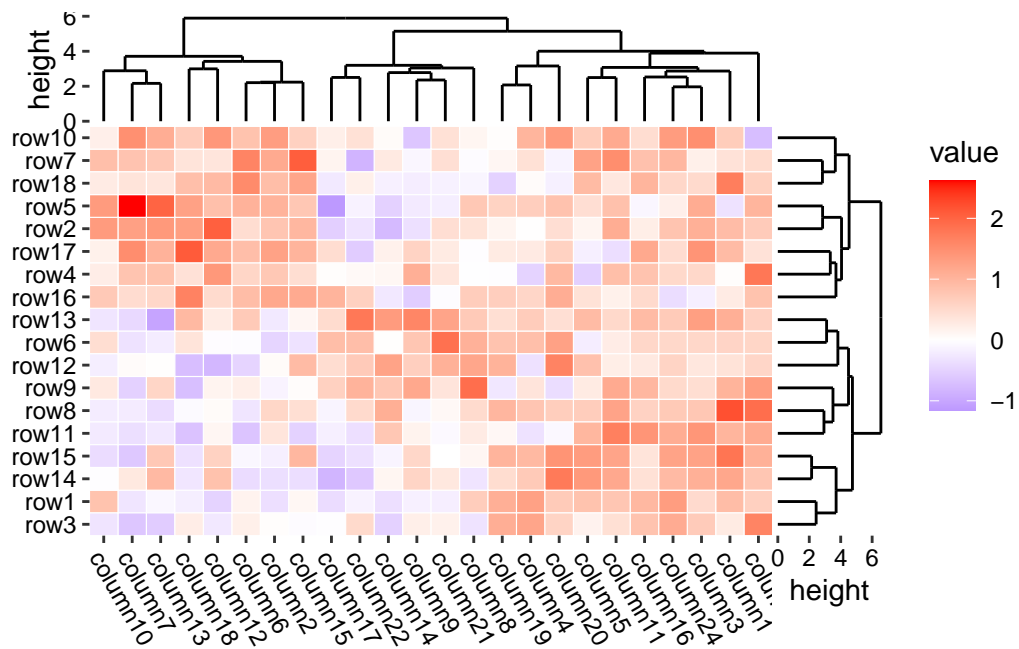 height
6
4
2
0
row10
row7
row18
row5
row2
row17
row4
row16
row13
row6
row12
row9
row8
row11
row15
row14
row1
row3
column10
column7
column13
column18
column12
column6
column2
column15
column17
column22
column14
column9
column21
column8
column19
column4
column20
column5
column11
column16
column24
column3
column1
0 2 4 6
height
value
2
1
0
−1